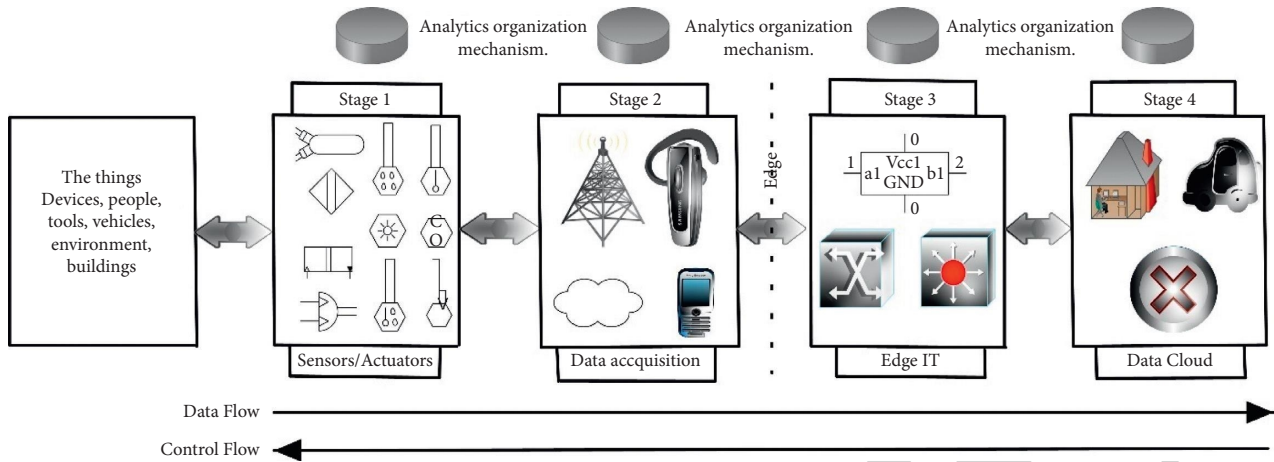 Analytics organization
mechanism.
Analytics organization
mechanism.
Analytics organization
mechanism.
The things
Devices, people,
tools, vehicles,
environment,
buildings
Stage 1
CO
Sensors/Actuators
Stage 2
SAMSUNG
Data accquisition
Edge
Stage 3
0
1 a1 Vcc1 b1 2
GND
0
Edge IT
Stage 4
Data Cloud
Data Flow
Control Flow